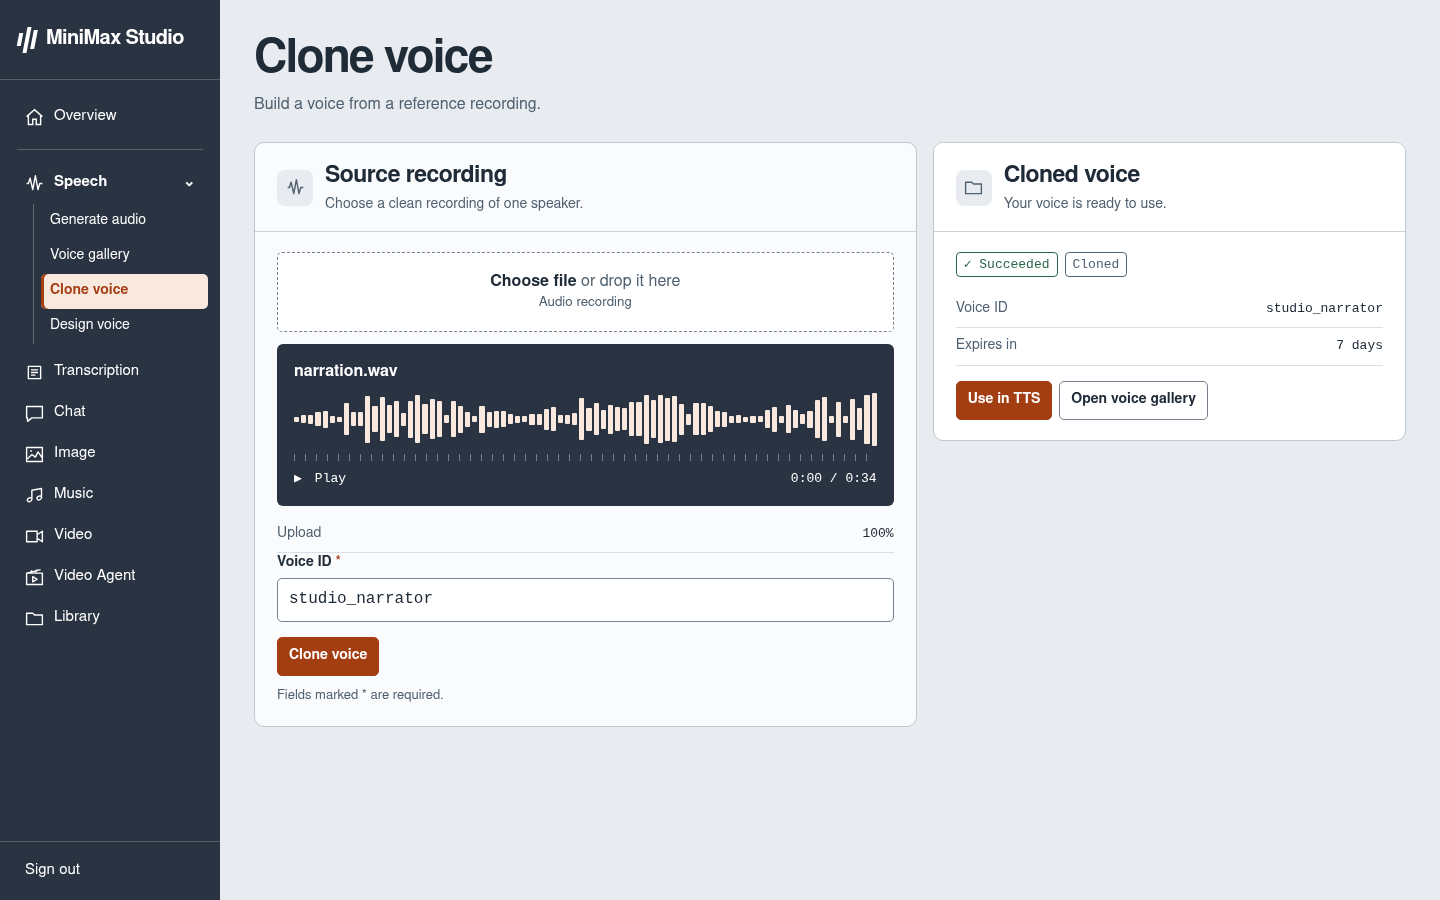 MiniMax Studio
Overview
Speech
Generate audio
Voice gallery
Clone voice
Design voice
Transcription
Chat
Image
Music
Video
Video Agent
Library
Sign out
Clone voice
Build a voice from a reference recording.
Source recording
Choose a clean recording of one speaker.
Choose file or drop it here
Audio recording
narration.wav
▶ Play 0:00 / 0:34
Upload 100%
Voice ID *
studio_narrator
Clone voice
Fields marked * are required.
Cloned voice
Your voice is ready to use.
✓ Succeeded Cloned
Voice ID studio_narrator
Expires in 7 days
Use in TTS Open voice gallery